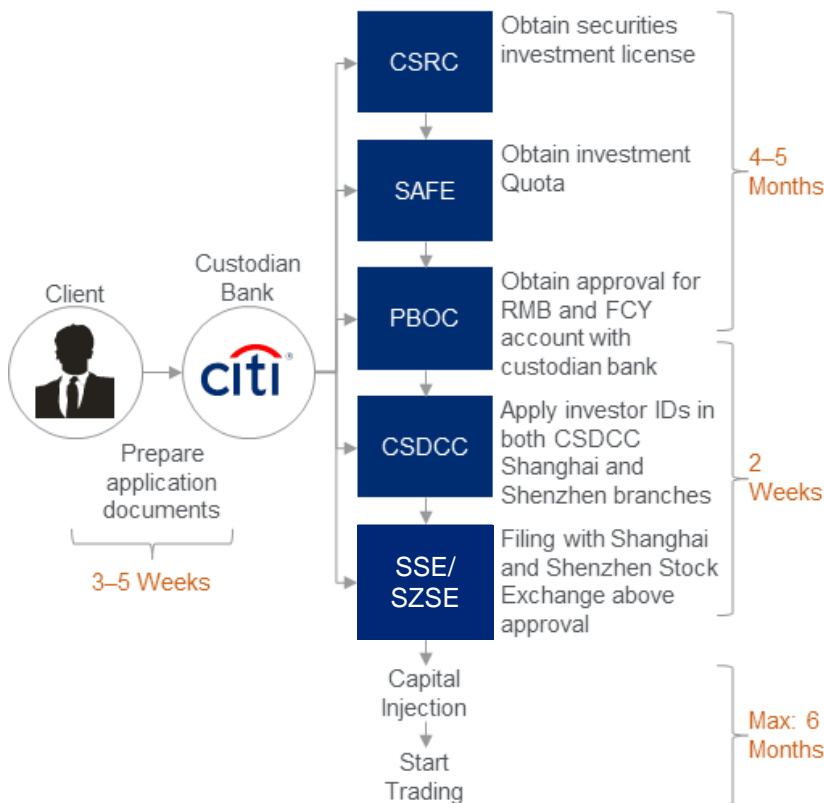 Client
Custodian
Bank
citi®
Prepare
application
documents
3–5 Weeks
CSRC
Obtain securities
investment license
SAFE
Obtain investment
Quota
4–5
Months
PBOC
Obtain approval for
RMB and FCY
account with
custodian bank
CSDCC
Apply investor IDs in
both CSDCC
Shanghai and
Shenzhen branches
2
Weeks
SSE/
SZSE
Filing with Shanghai
and Shenzhen Stock
Exchange above
approval
Capital
Injection
Start
Trading
Max: 6
Months